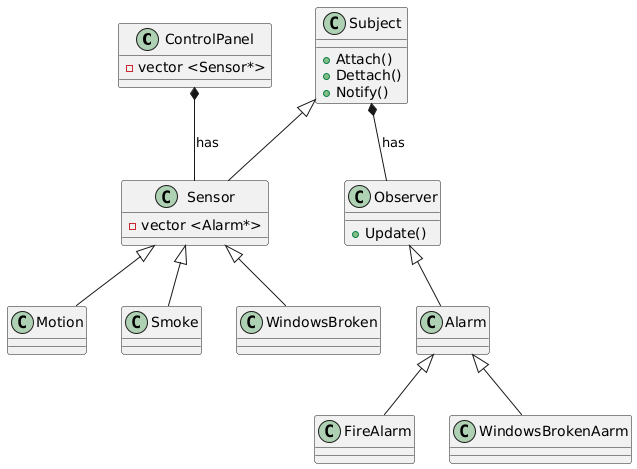 C ControlPanel
vector <Sensor*>
C Subject
Attach()
Dettach()
Notify()
has
has
C Sensor
vector <Alarm*>
C Observer
Update()
C Motion
C Smoke
C WindowsBroken
C Alarm
C FireAlarm
C WindowsBrokenAarm